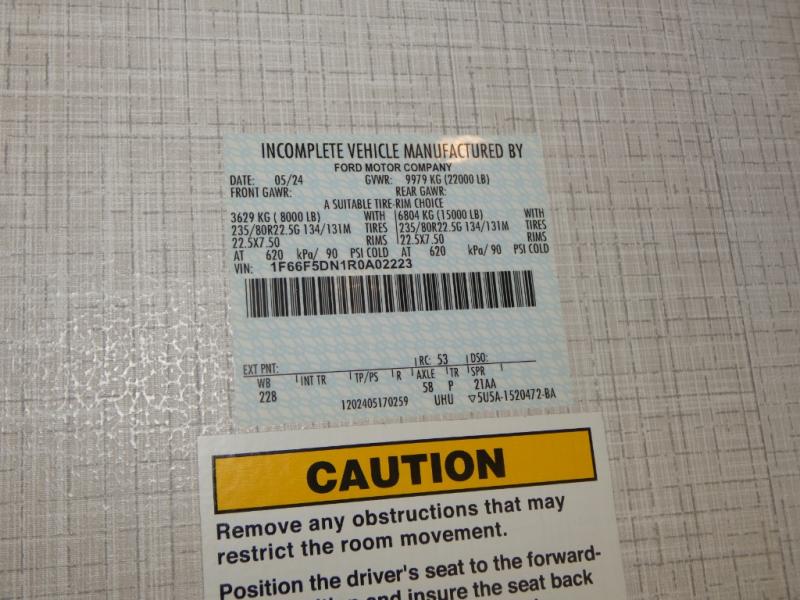 INCOMPLETE VEHICLE MANUFACTURED BY
FORD MOTOR COMPANY
DATE: 05/24 GVWR: 9979 KG (22000 LB)
FRONT GAWR: REAR GAWR:
A SUITABLE TIRE-RIM CHOICE
3629 KG ( 8000 LB) WITH 6804 KG (15000 LB) WITH
235/80R22.5G 134/131M TIRES 235/80R22.5G 134/131M TIRES
22.5X7.50 RIMS 22.5X7.50 RIMS
AT 620 kPa/ 90 PSI COLD AT 620 kPa/ 90 PSI COLD
VIN: 1F66F5DN1R0A02223
EXT PNT: RC: 53 DSO:
WB INT TR TP/PS R AXLE TR SPR
228 5B P 21AA
1202405170259 UHU ▽5U5A-1520472-BA
CAUTION
Remove any obstructions that may
restrict the room movement.
Position the driver's seat to the forward-
and insure the seat back